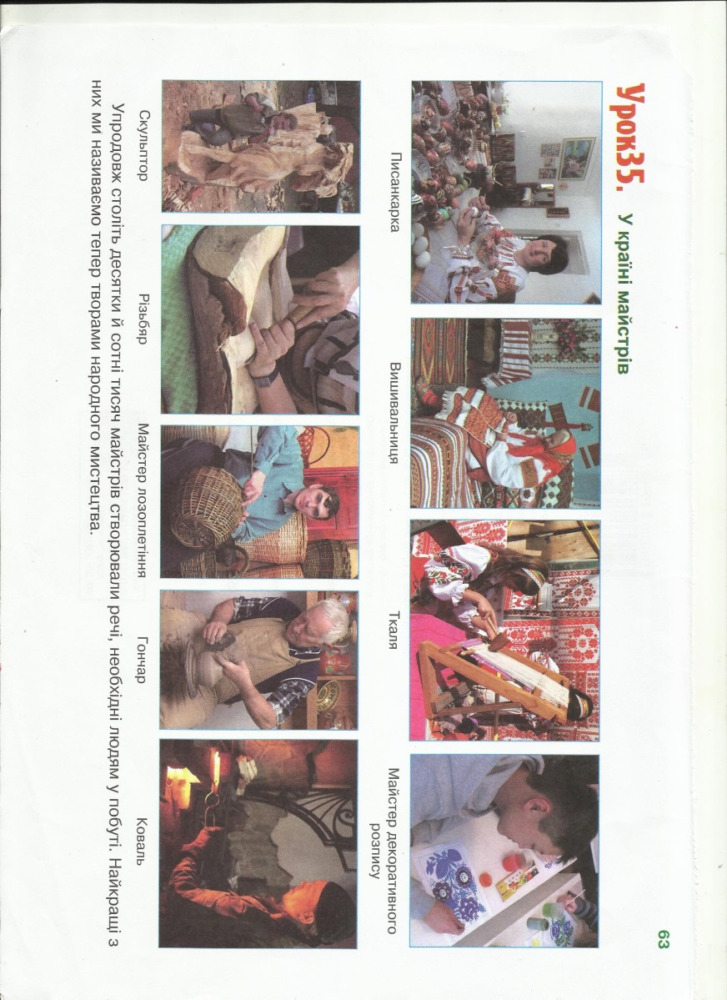 63
Урок35. У країні майстрів
Писанкарка
Вишивальниця
Ткаля
Майстер декоративного
розпису
Скульптор
Різьбяр
Майстер лозоплетіння
Гончар
Коваль
Упродовж століть десятки й сотні тисяч майстрів створювали речі, необхідні людям у побуті. Найкращі з
них ми називаємо тепер творами народного мистецтва.